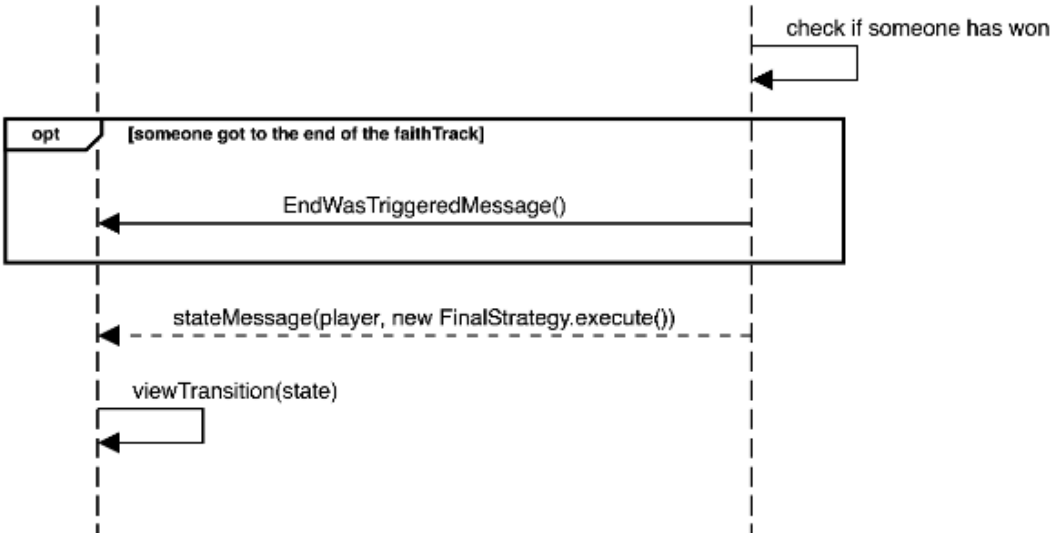 check if someone has won
opt
[someone got to the end of the faithTrack]
EndWasTriggeredMessage()
stateMessage(player, new FinalStrategy.execute())
viewTransition(state)